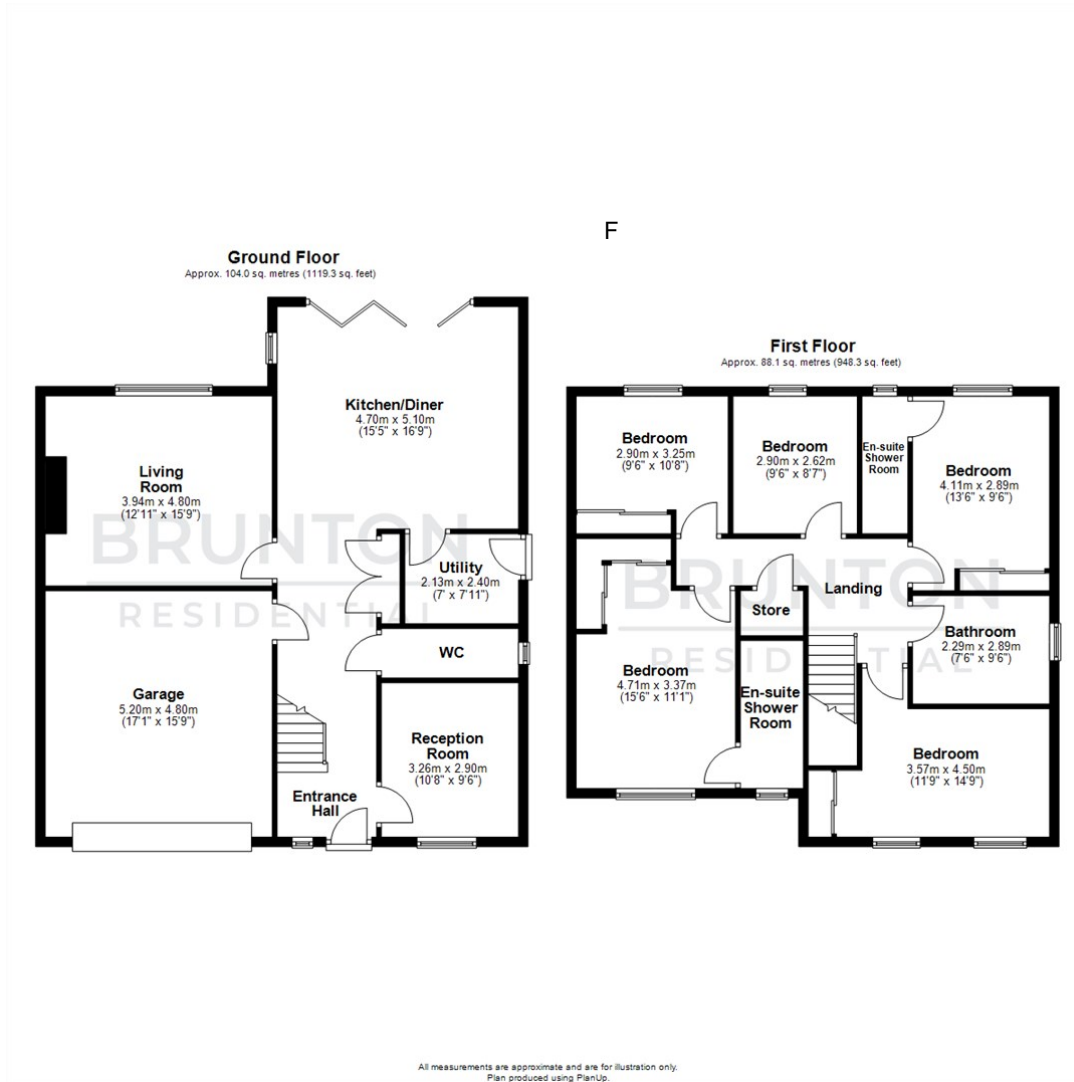 F
Ground Floor
Approx. 104.0 sq. metres (1119.3 sq. feet)
Kitchen/Diner
4.70m x 5.10m
(15'5" x 16'9")
Living
Room
3.94m x 4.80m
(12'11" x 15'9")
Utility
2.13m x 2.40m
(7' x 7'11")
WC
Garage
5.20m x 4.80m
(17'1" x 15'9")
Reception
Room
3.26m x 2.90m
(10'8" x 9'6")
Entrance
Hall
BRUNTON
RESIDENTIAL
First Floor
Approx. 88.1 sq. metres (948.3 sq. feet)
Bedroom
2.90m x 3.25m
(9'6" x 10'8")
Bedroom
2.90m x 2.62m
(9'6" x 8'7")
En-suite
Shower
Room
Bedroom
4.11m x 2.89m
(13'6" x 9'6")
Landing
Store
Bathroom
2.29m x 2.89m
(7'6" x 9'6")
Bedroom
4.71m x 3.37m
(15'6" x 11'1")
En-suite
Shower
Room
Bedroom
3.57m x 4.50m
(11'9" x 14'9")
BRUNTON
RESIDENTIAL
All measurements are approximate and are for illustration only.
Plan produced using PlanUp.